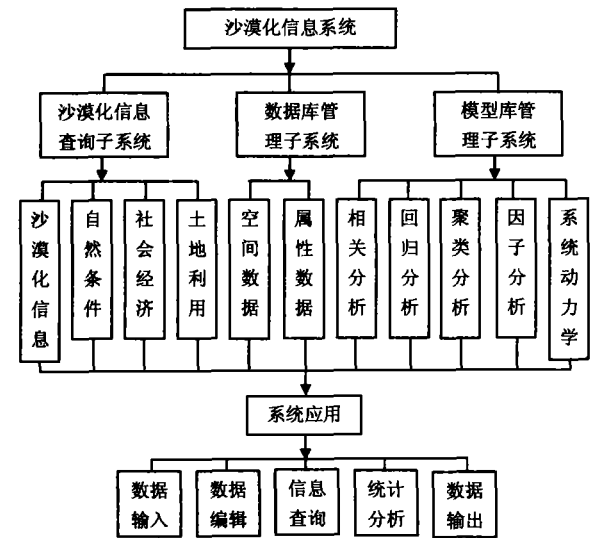 沙漠化信息系统
沙漠化信息
查询子系统
数据库管
理子系统
模型库管
理子系统
沙漠化信息
自然条件
社会经济
土地利用
空间数据
属性数据
相关分析
回归分析
聚类分析
因子分析
系统动力学
系统应用
数据
输入
数据
编辑
信息
查询
统计
分析
数据
输出